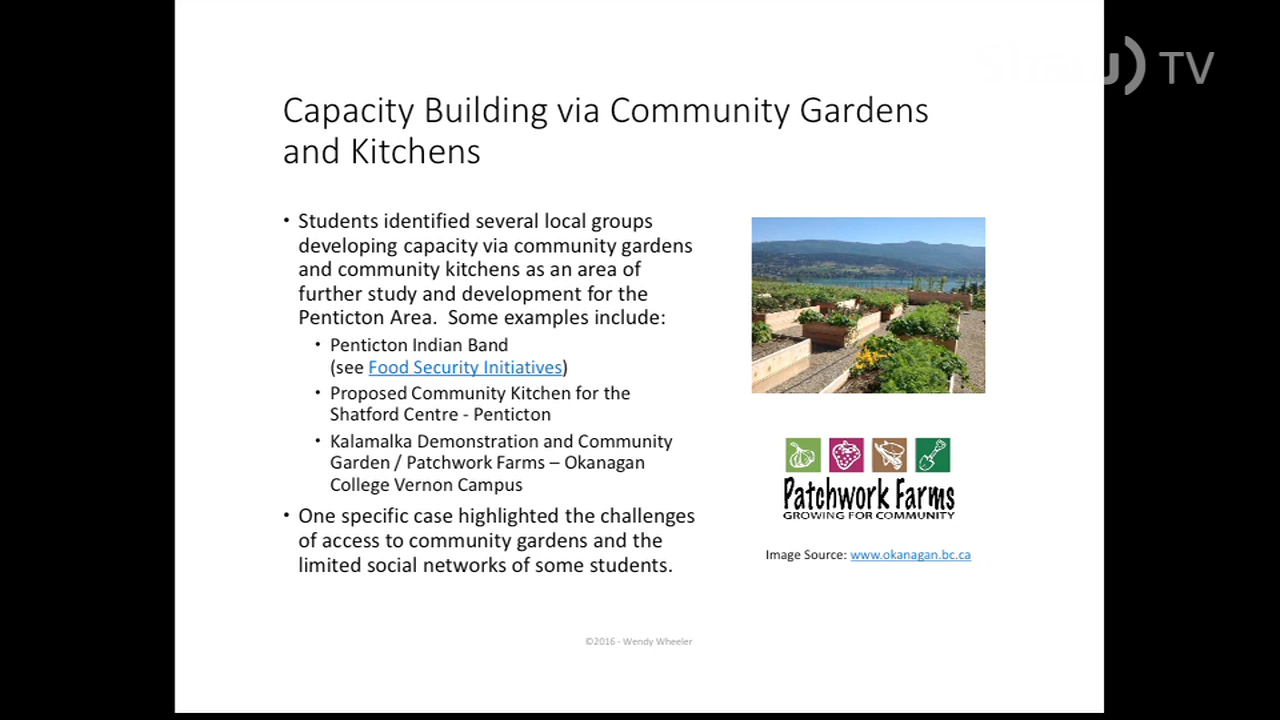 TV
Capacity Building via Community Gardens
and Kitchens
• Students identified several local groups
developing capacity via community gardens
and community kitchens as an area of
further study and development for the
Penticton Area.  Some examples include:
• Penticton Indian Band
(see Food Security Initiatives)
• Proposed Community Kitchen for the
Shatford Centre - Penticton
• Kalamalka Demonstration and Community
Garden / Patchwork Farms – Okanagan
College Vernon Campus
• One specific case highlighted the challenges
of access to community gardens and the
limited social networks of some students.
Patchwork Farms
GROWING FOR COMMUNITY
Image Source: www.okanagan.bc.ca
©2016 - Wendy Wheeler